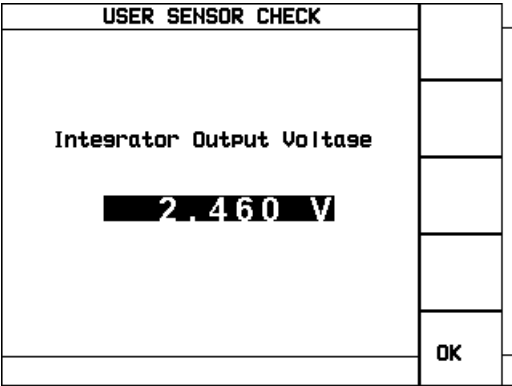 USER SENSOR CHECK
Integrator Output Voltage
2.460 V
OK